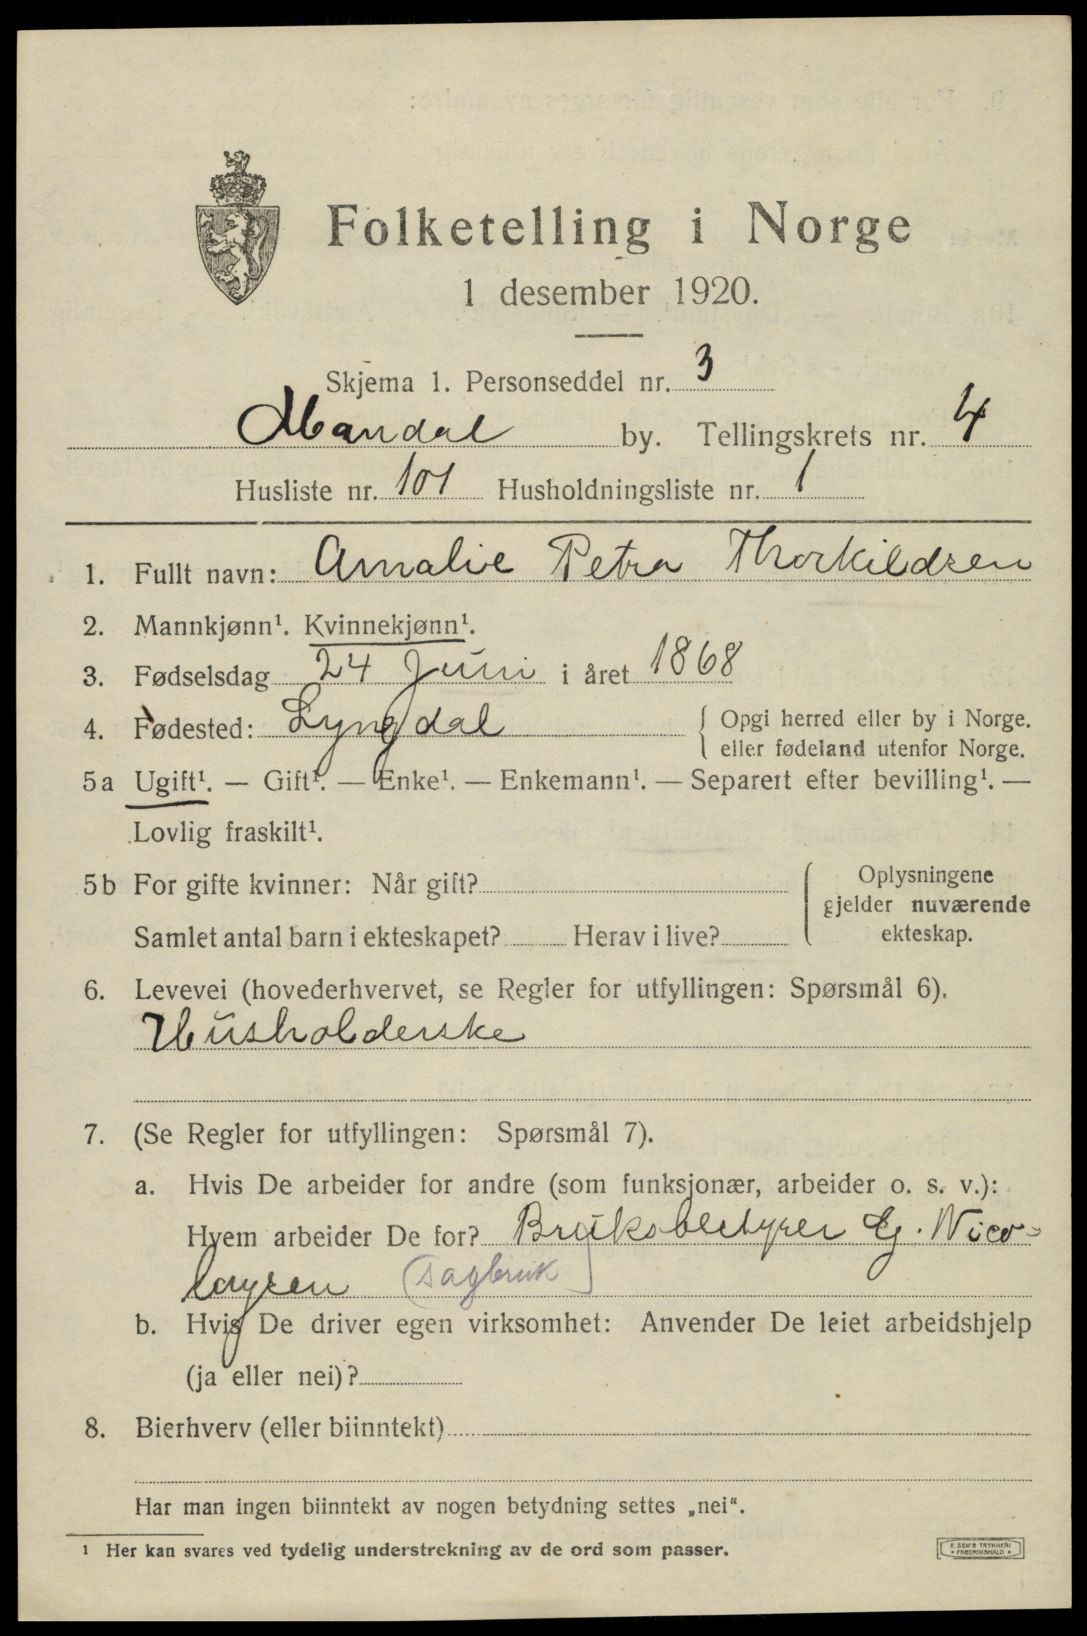 Folketelling i Norge
1 desember 1920.
Skjema 1. Personseddel nr. 3
Mandal by. Tellingskrets nr. 4
Husliste nr. 101 Husholdningsliste nr. 1
1. Fullt navn: Amalie Petra Thorkildsen
2. Mannkjønn¹. Kvinnekjønn¹.
3. Fødselsdag 24 Juni i året 1868
4. Fødested: Lyngdal { Opgi herred eller by i Norge.
eller fødeland utenfor Norge.
5a Ugift¹. — Gift¹. — Enke¹. — Enkemann¹. — Separert efter bevilling¹. —
Lovlig fraskilt¹.
5b For gifte kvinner: Når gift? { Oplysningene
gjelder nuværende
Samlet antal barn i ekteskapet? Herav i live? ekteskap.
6. Levevei (hovederhvervet, se Regler for utfyllingen: Spørsmål 6).
Husholderske
7. (Se Regler for utfyllingen: Spørsmål 7).
a. Hvis De arbeider for andre (som funksjonær, arbeider o. s. v.):
Hvem arbeider De for? Bruksbestyrer Ej. Nico-
laysen (sagbruk)
b. Hvis De driver egen virksomhet: Anvender De leiet arbeidshjelp
(ja eller nei)?
8. Bierhverv (eller biinntekt)
Har man ingen biinntekt av nogen betydning settes „nei“.
¹ Her kan svares ved tydelig understrekning av de ord som passer.
E. SEM'S TRYKKERI
FREDRIKSHALD